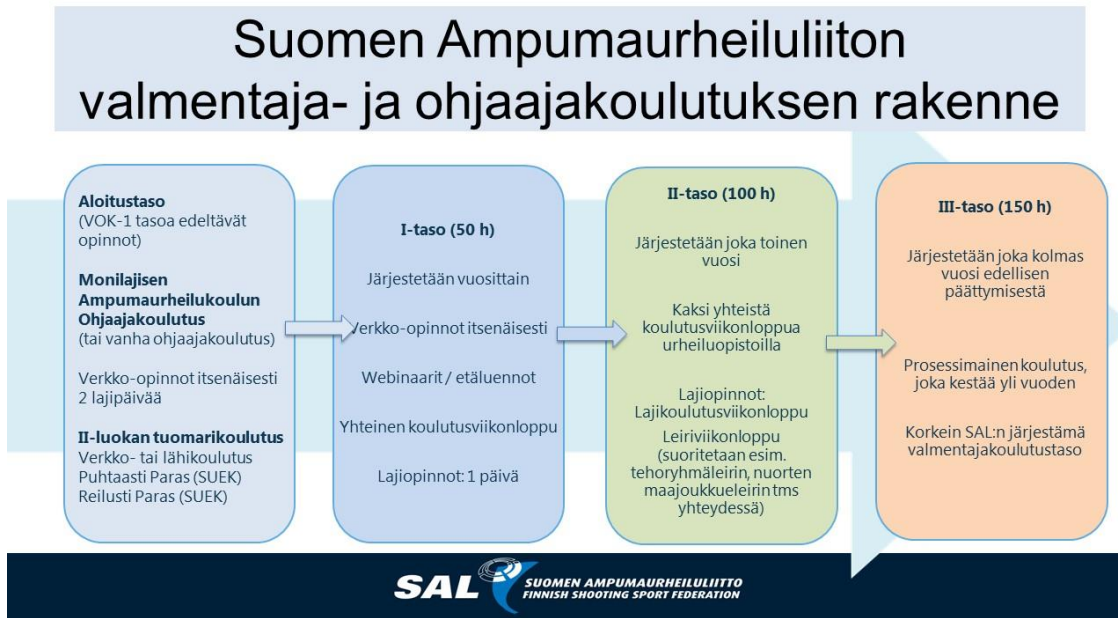 Suomen Ampumaurheiluliiton
valmentaja- ja ohjaajakoulutuksen rakenne
Aloitustaso
(VOK-1 tasoa edeltävät
opinnot)
Monilajisen
Ampumaurheilukoulun
Ohjaajakoulutus
(tai vanha ohjaajakoulutus)
Verkko-opinnot itsenäisesti
2 lajipäivää
II-luokan tuomarikoulutus
Verkko- tai lähikoulutus
Puhtaasti Paras (SUEK)
Reilusti Paras (SUEK)
I-taso (50 h)
Järjestetään vuosittain
Verkko-opinnot itsenäisesti
Webinaarit / etäluennot
Yhteinen koulutusviikonloppu
Lajiopinnot: 1 päivä
II-taso (100 h)
Järjestetään joka toinen
vuosi
Kaksi yhteistä
koulutusviikonloppua
urheiluopistoilla
Lajiopinnot:
Lajikoulutusviikonloppu
Leiriviikonloppu
(suoritetaan esim.
tehoryhmäleirin, nuorten
maajoukkueleirin tms
yhteydessä)
III-taso (150 h)
Järjestetään joka kolmas
vuosi edellisen
päättymisestä
Prosessimainen koulutus,
joka kestää yli vuoden
Korkein SAL:n järjestämä
valmentajakoulutustaso
SAL
SUOMEN AMPUMAURHEILULIITTO
FINNISH SHOOTING SPORT FEDERATION